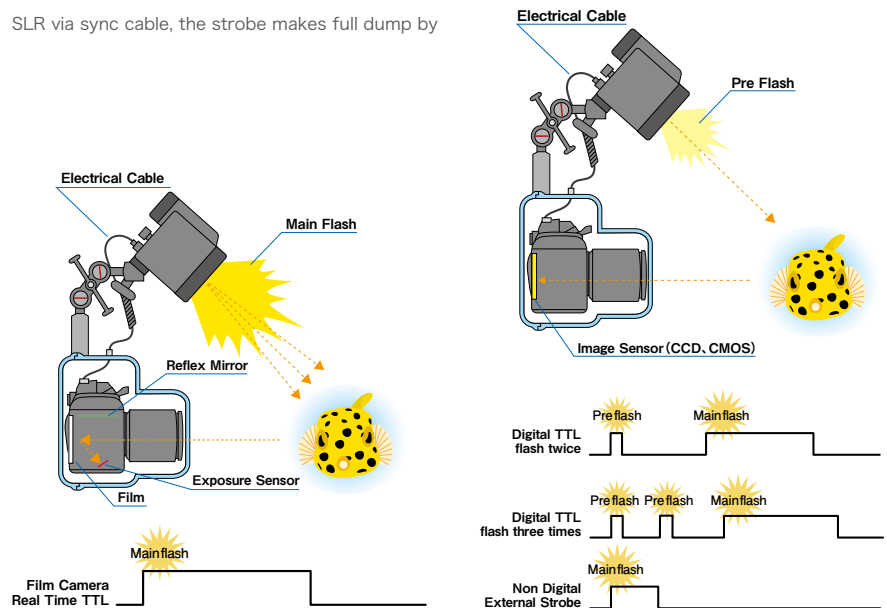 SLR via sync cable, the strobe makes full dump by
Electrical Cable
Main Flash
Reflex Mirror
Exposure Sensor
Film
Mainflash
Film Camera
Real Time TTL
Electrical Cable
Pre Flash
Image Sensor(CCD、CMOS)
Preflash
Mainflash
Digital TTL
flash twice
Preflash
Preflash
Mainflash
Digital TTL
flash three times
Mainflash
Non Digital
External Strobe